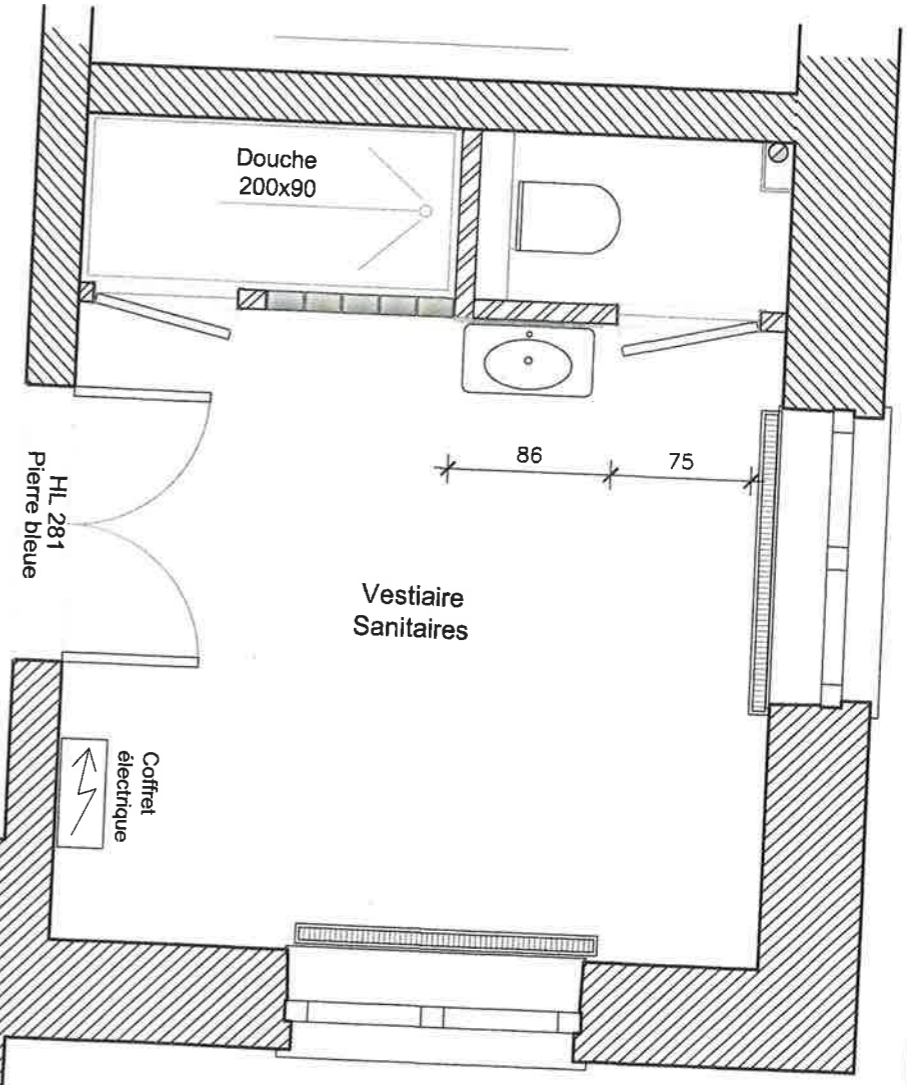 Douche
200x90
86
75
HL 281
Pierre bleue
Vestiaire
Sanitaires
Coffret
électrique